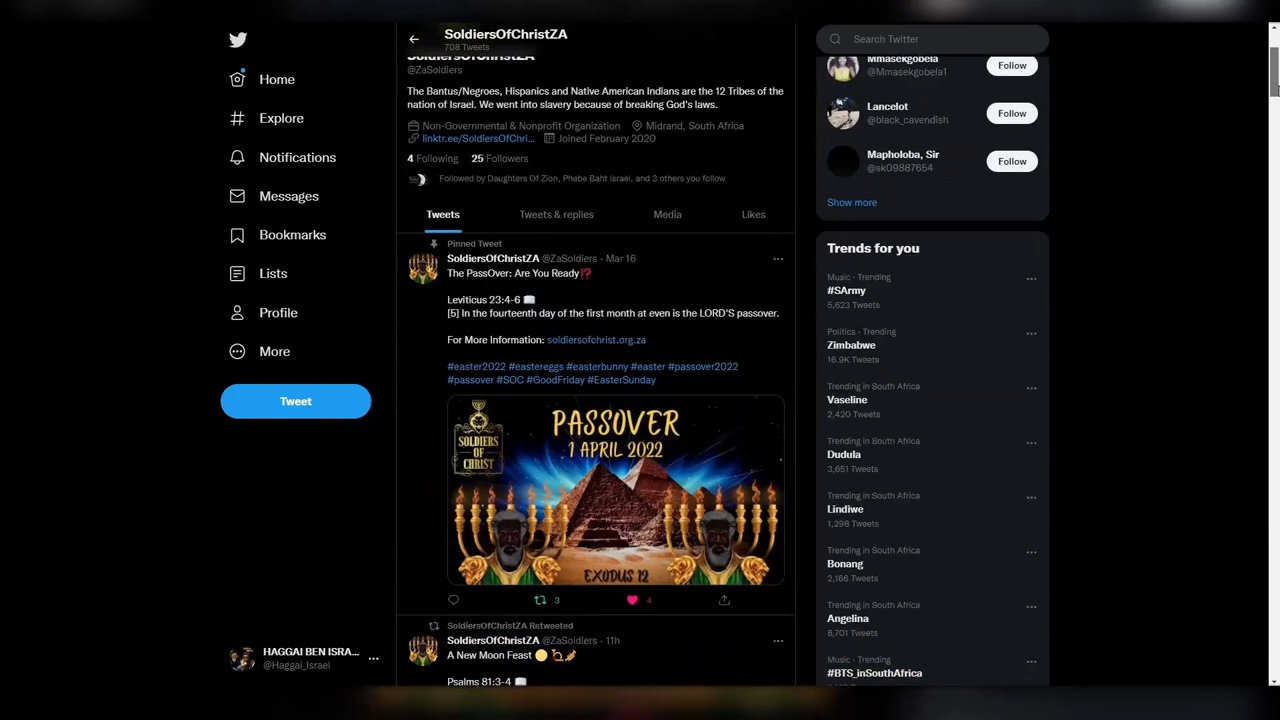 Home
Explore
Notifications
Messages
Bookmarks
Lists
Profile
More
Tweet
HAGGAI BEN ISRA...
@Haggai_Israel
SoldiersOfChristZA
708 Tweets
SoldiersOfChristZA
@ZaSoldiers
The Bantus/Negroes, Hispanics and Native American Indians are the 12 Tribes of the
nation of Israel. We went into slavery because of breaking God's laws.
Non-Governmental & Nonprofit Organization Midrand, South Africa
linktr.ee/SoldiersOfChri... Joined February 2020
4 Following 25 Followers
Followed by Daughters Of Zion, Phebe Baht Israel, and 3 others you follow
Tweets Tweets & replies Media Likes
Pinned Tweet
SoldiersOfChristZA @ZaSoldiers · Mar 16
The PassOver: Are You Ready⁉
Leviticus 23:4-6 📖
[5] In the fourteenth day of the first month at even is the LORD'S passover.
For More Information: soldiersofchrist.org.za
#easter2022 #eastereggs #easterbunny #easter #passover2022
#passover #SOC #GoodFriday #EasterSunday
SOLDIERS
OF
CHRIST
PASSOVER
1 APRIL 2022
EXODUS 12
3 4
SoldiersOfChristZA Retweeted
SoldiersOfChristZA @ZaSoldiers · 11h
A New Moon Feast
Psalms 81:3-4 📖
Search Twitter
Mmasekgobela
@Mmasekgobela1
Follow
Lancelot
@black_cavendish
Follow
Mapholoba, Sir
@sk09887654
Follow
Show more
Trends for you
Music · Trending
#SArmy
5,623 Tweets
Politics · Trending
Zimbabwe
16.9K Tweets
Trending in South Africa
Vaseline
2,420 Tweets
Trending in South Africa
Dudula
3,651 Tweets
Trending in South Africa
Lindiwe
1,298 Tweets
Trending in South Africa
Bonang
2,166 Tweets
Trending in South Africa
Angelina
8,701 Tweets
Music · Trending
#BTS_inSouthAfrica